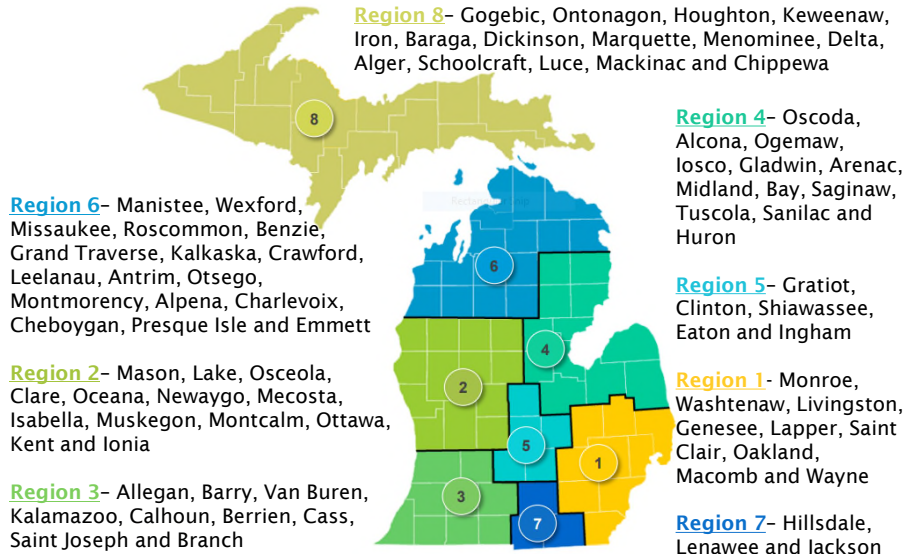 Region 8– Gogebic, Ontonagon, Houghton, Keweenaw,
Iron, Baraga, Dickinson, Marquette, Menominee, Delta,
Alger, Schoolcraft, Luce, Mackinac and Chippewa
8
Region 4– Oscoda,
Alcona, Ogemaw,
Iosco, Gladwin, Arenac,
Midland, Bay, Saginaw,
Tuscola, Sanilac and
Huron
Region 6– Manistee, Wexford,
Missaukee, Roscommon, Benzie,
Grand Traverse, Kalkaska, Crawford,
Leelanau, Antrim, Otsego,
Montmorency, Alpena, Charlevoix,
Cheboygan, Presque Isle and Emmett
6
Region 5– Gratiot,
Clinton, Shiawassee,
Eaton and Ingham
4
Region 2– Mason, Lake, Osceola,
Clare, Oceana, Newaygo, Mecosta,
Isabella, Muskegon, Montcalm, Ottawa,
Kent and Ionia
2
Region 1- Monroe,
Washtenaw, Livingston,
Genesee, Lapper, Saint
Clair, Oakland,
Macomb and Wayne
5
1
Region 3– Allegan, Barry, Van Buren,
Kalamazoo, Calhoun, Berrien, Cass,
Saint Joseph and Branch
3
7
Region 7– Hillsdale,
Lenawee and Jackson